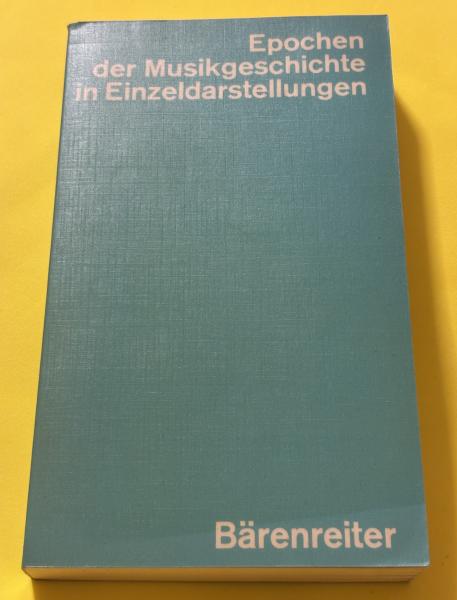 Epochen
der Musikgeschichte
in Einzeldarstellungen
Bärenreiter